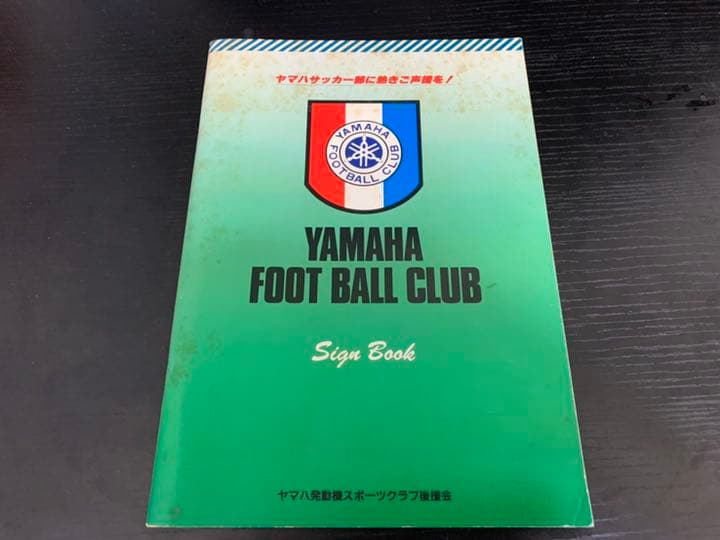 ヤマハサッカー部に熱きご声援を!
YAMAHA
FOOTBALL CLUB
YAMAHA
FOOT BALL CLUB
Sign Book
ヤマハ発動機スポーツクラブ後援会